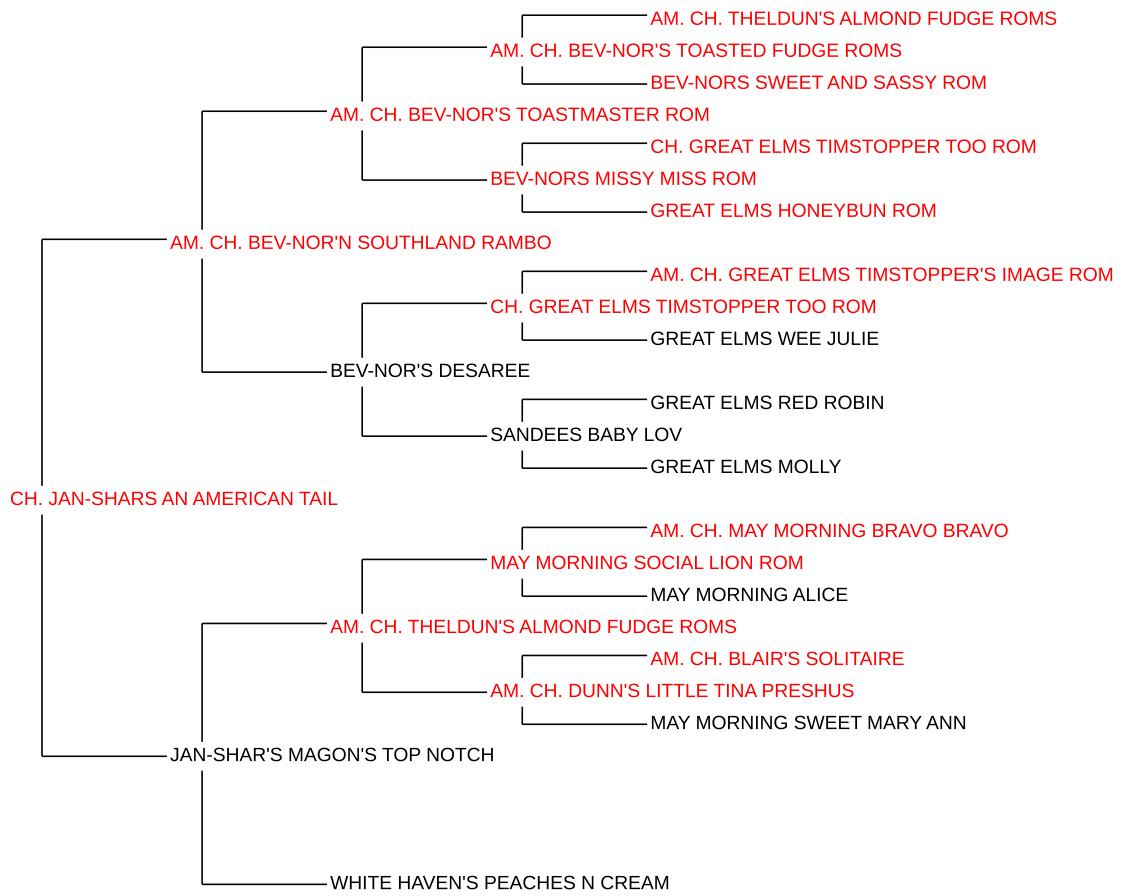 AM. CH. THELDUN'S ALMOND FUDGE ROMS
AM. CH. BEV-NOR'S TOASTED FUDGE ROMS
BEV-NORS SWEET AND SASSY ROM
AM. CH. BEV-NOR'S TOASTMASTER ROM
CH. GREAT ELMS TIMSTOPPER TOO ROM
BEV-NORS MISSY MISS ROM
GREAT ELMS HONEYBUN ROM
AM. CH. BEV-NOR'N SOUTHLAND RAMBO
AM. CH. GREAT ELMS TIMSTOPPER'S IMAGE ROM
CH. GREAT ELMS TIMSTOPPER TOO ROM
GREAT ELMS WEE JULIE
BEV-NOR'S DESAREE
GREAT ELMS RED ROBIN
SANDEES BABY LOV
GREAT ELMS MOLLY
CH. JAN-SHARS AN AMERICAN TAIL
AM. CH. MAY MORNING BRAVO BRAVO
MAY MORNING SOCIAL LION ROM
MAY MORNING ALICE
AM. CH. THELDUN'S ALMOND FUDGE ROMS
AM. CH. BLAIR'S SOLITAIRE
AM. CH. DUNN'S LITTLE TINA PRESHUS
MAY MORNING SWEET MARY ANN
JAN-SHAR'S MAGON'S TOP NOTCH
WHITE HAVEN'S PEACHES N CREAM